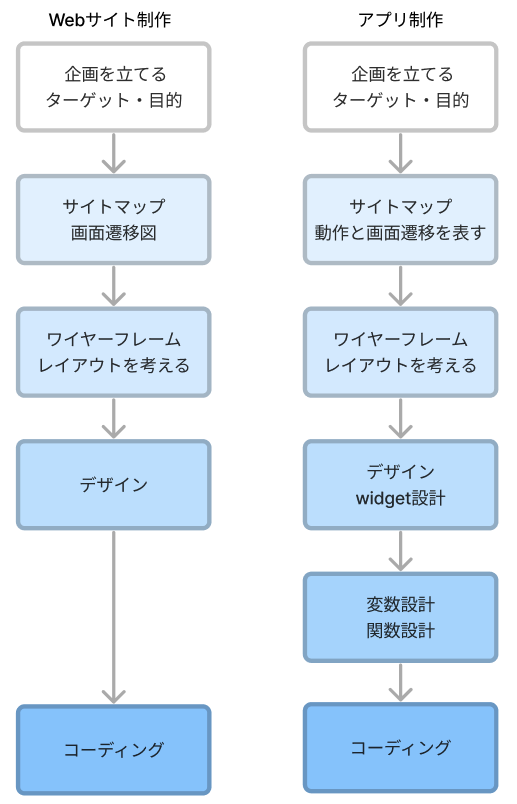 Webサイト制作
企画を立てる
ターゲット・目的
サイトマップ
画面遷移図
ワイヤーフレーム
レイアウトを考える
デザイン
コーディング
アプリ制作
企画を立てる
ターゲット・目的
サイトマップ
動作と画面遷移を表す
ワイヤーフレーム
レイアウトを考える
デザイン
widget設計
変数設計
関数設計
コーディング